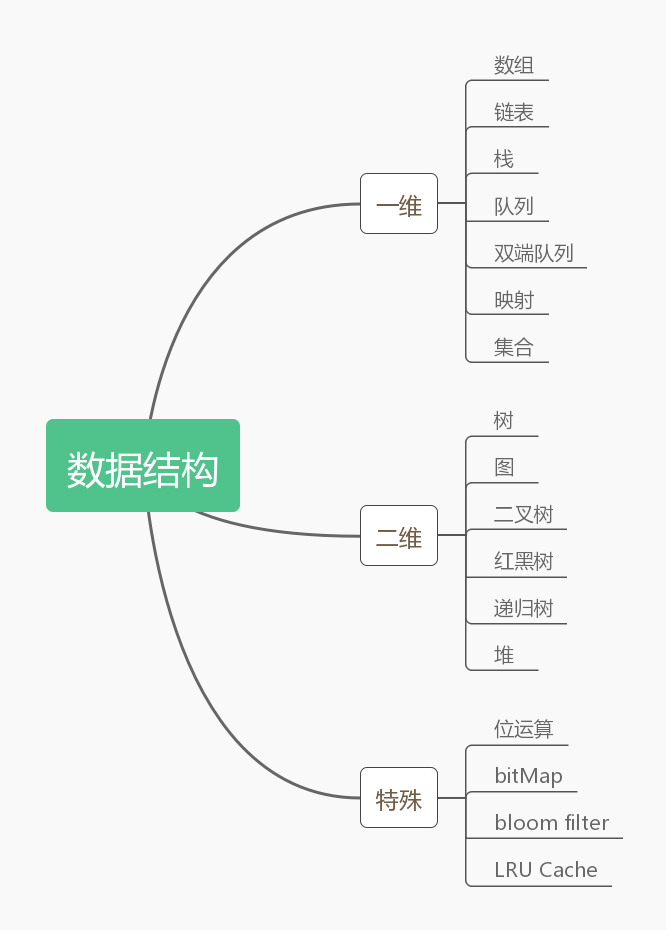 数据结构
一维
数组
链表
栈
队列
双端队列
映射
集合
二维
树
图
二叉树
红黑树
递归树
堆
特殊
位运算
bitMap
bloom filter
LRU Cache